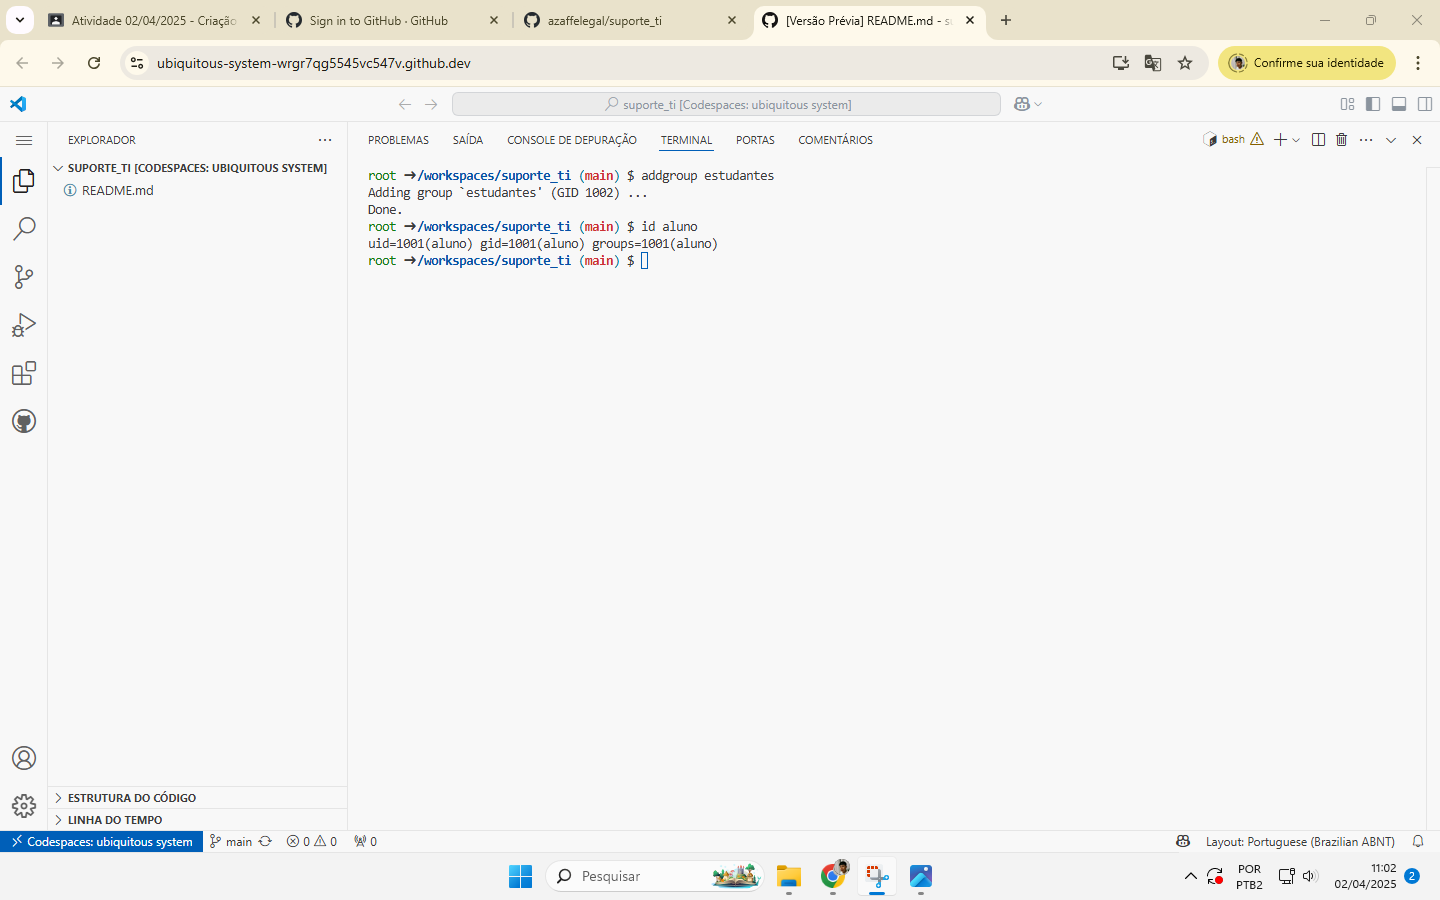 Atividade 02/04/2025 - Criação
Sign in to GitHub · GitHub
azaffelegal/suporte_ti
[Versão Prévia] README.md - su
ubiquitous-system-wrgr7qg5545vc547v.github.dev
Confirme sua identidade
suporte_ti [Codespaces: ubiquitous system]
EXPLORADOR
SUPORTE_TI [CODESPACES: UBIQUITOUS SYSTEM]
README.md
PROBLEMAS
SAÍDA
CONSOLE DE DEPURAÇÃO
TERMINAL
PORTAS
COMENTÁRIOS
bash
root ➜/workspaces/suporte_ti (main) $ addgroup estudantes
Adding group `estudantes' (GID 1002) ...
Done.
root ➜/workspaces/suporte_ti (main) $ id aluno
uid=1001(aluno) gid=1001(aluno) groups=1001(aluno)
root ➜/workspaces/suporte_ti (main) $
ESTRUTURA DO CÓDIGO
LINHA DO TEMPO
Codespaces: ubiquitous system
main
0
0
0
Layout: Portuguese (Brazilian ABNT)
Pesquisar
POR
PTB2
11:02
02/04/2025
2